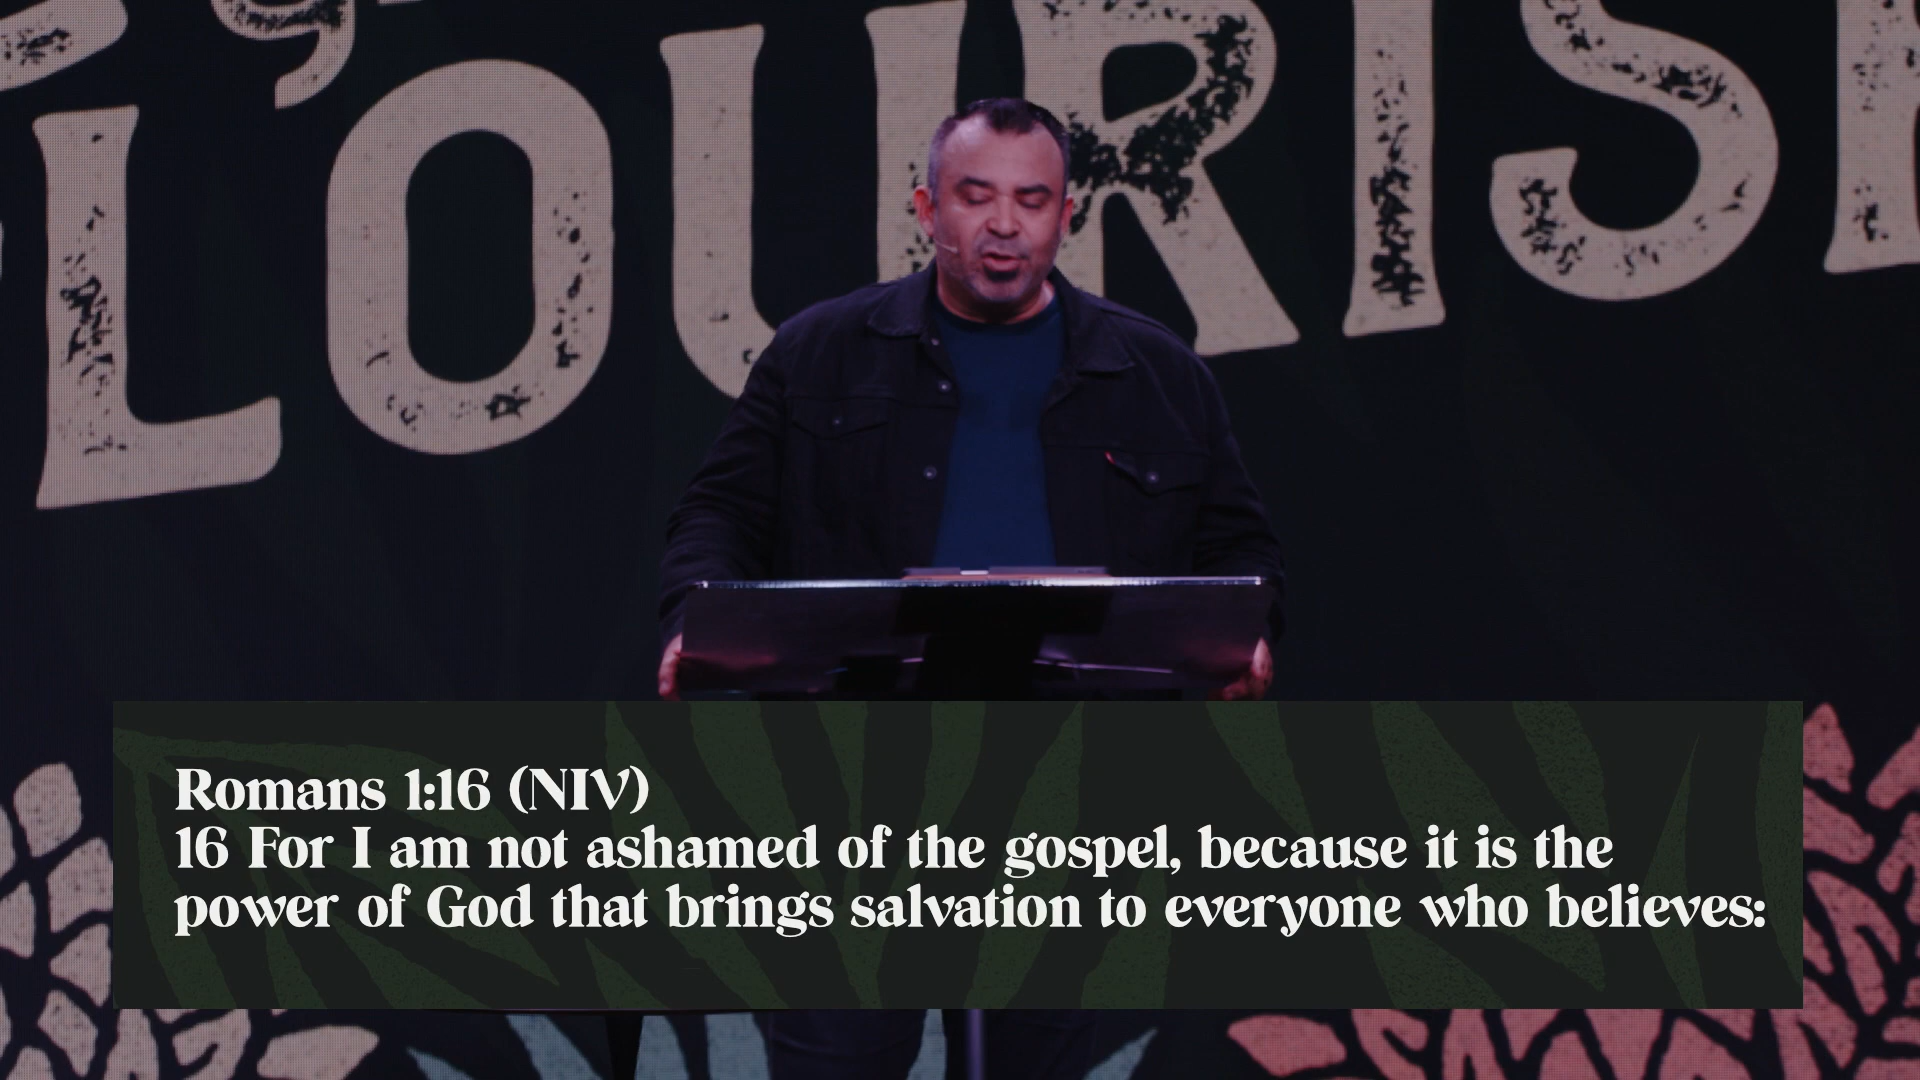 LOURIS
Romans 1:16 (NIV)
16 For I am not ashamed of the gospel, because it is the
power of God that brings salvation to everyone who believes: